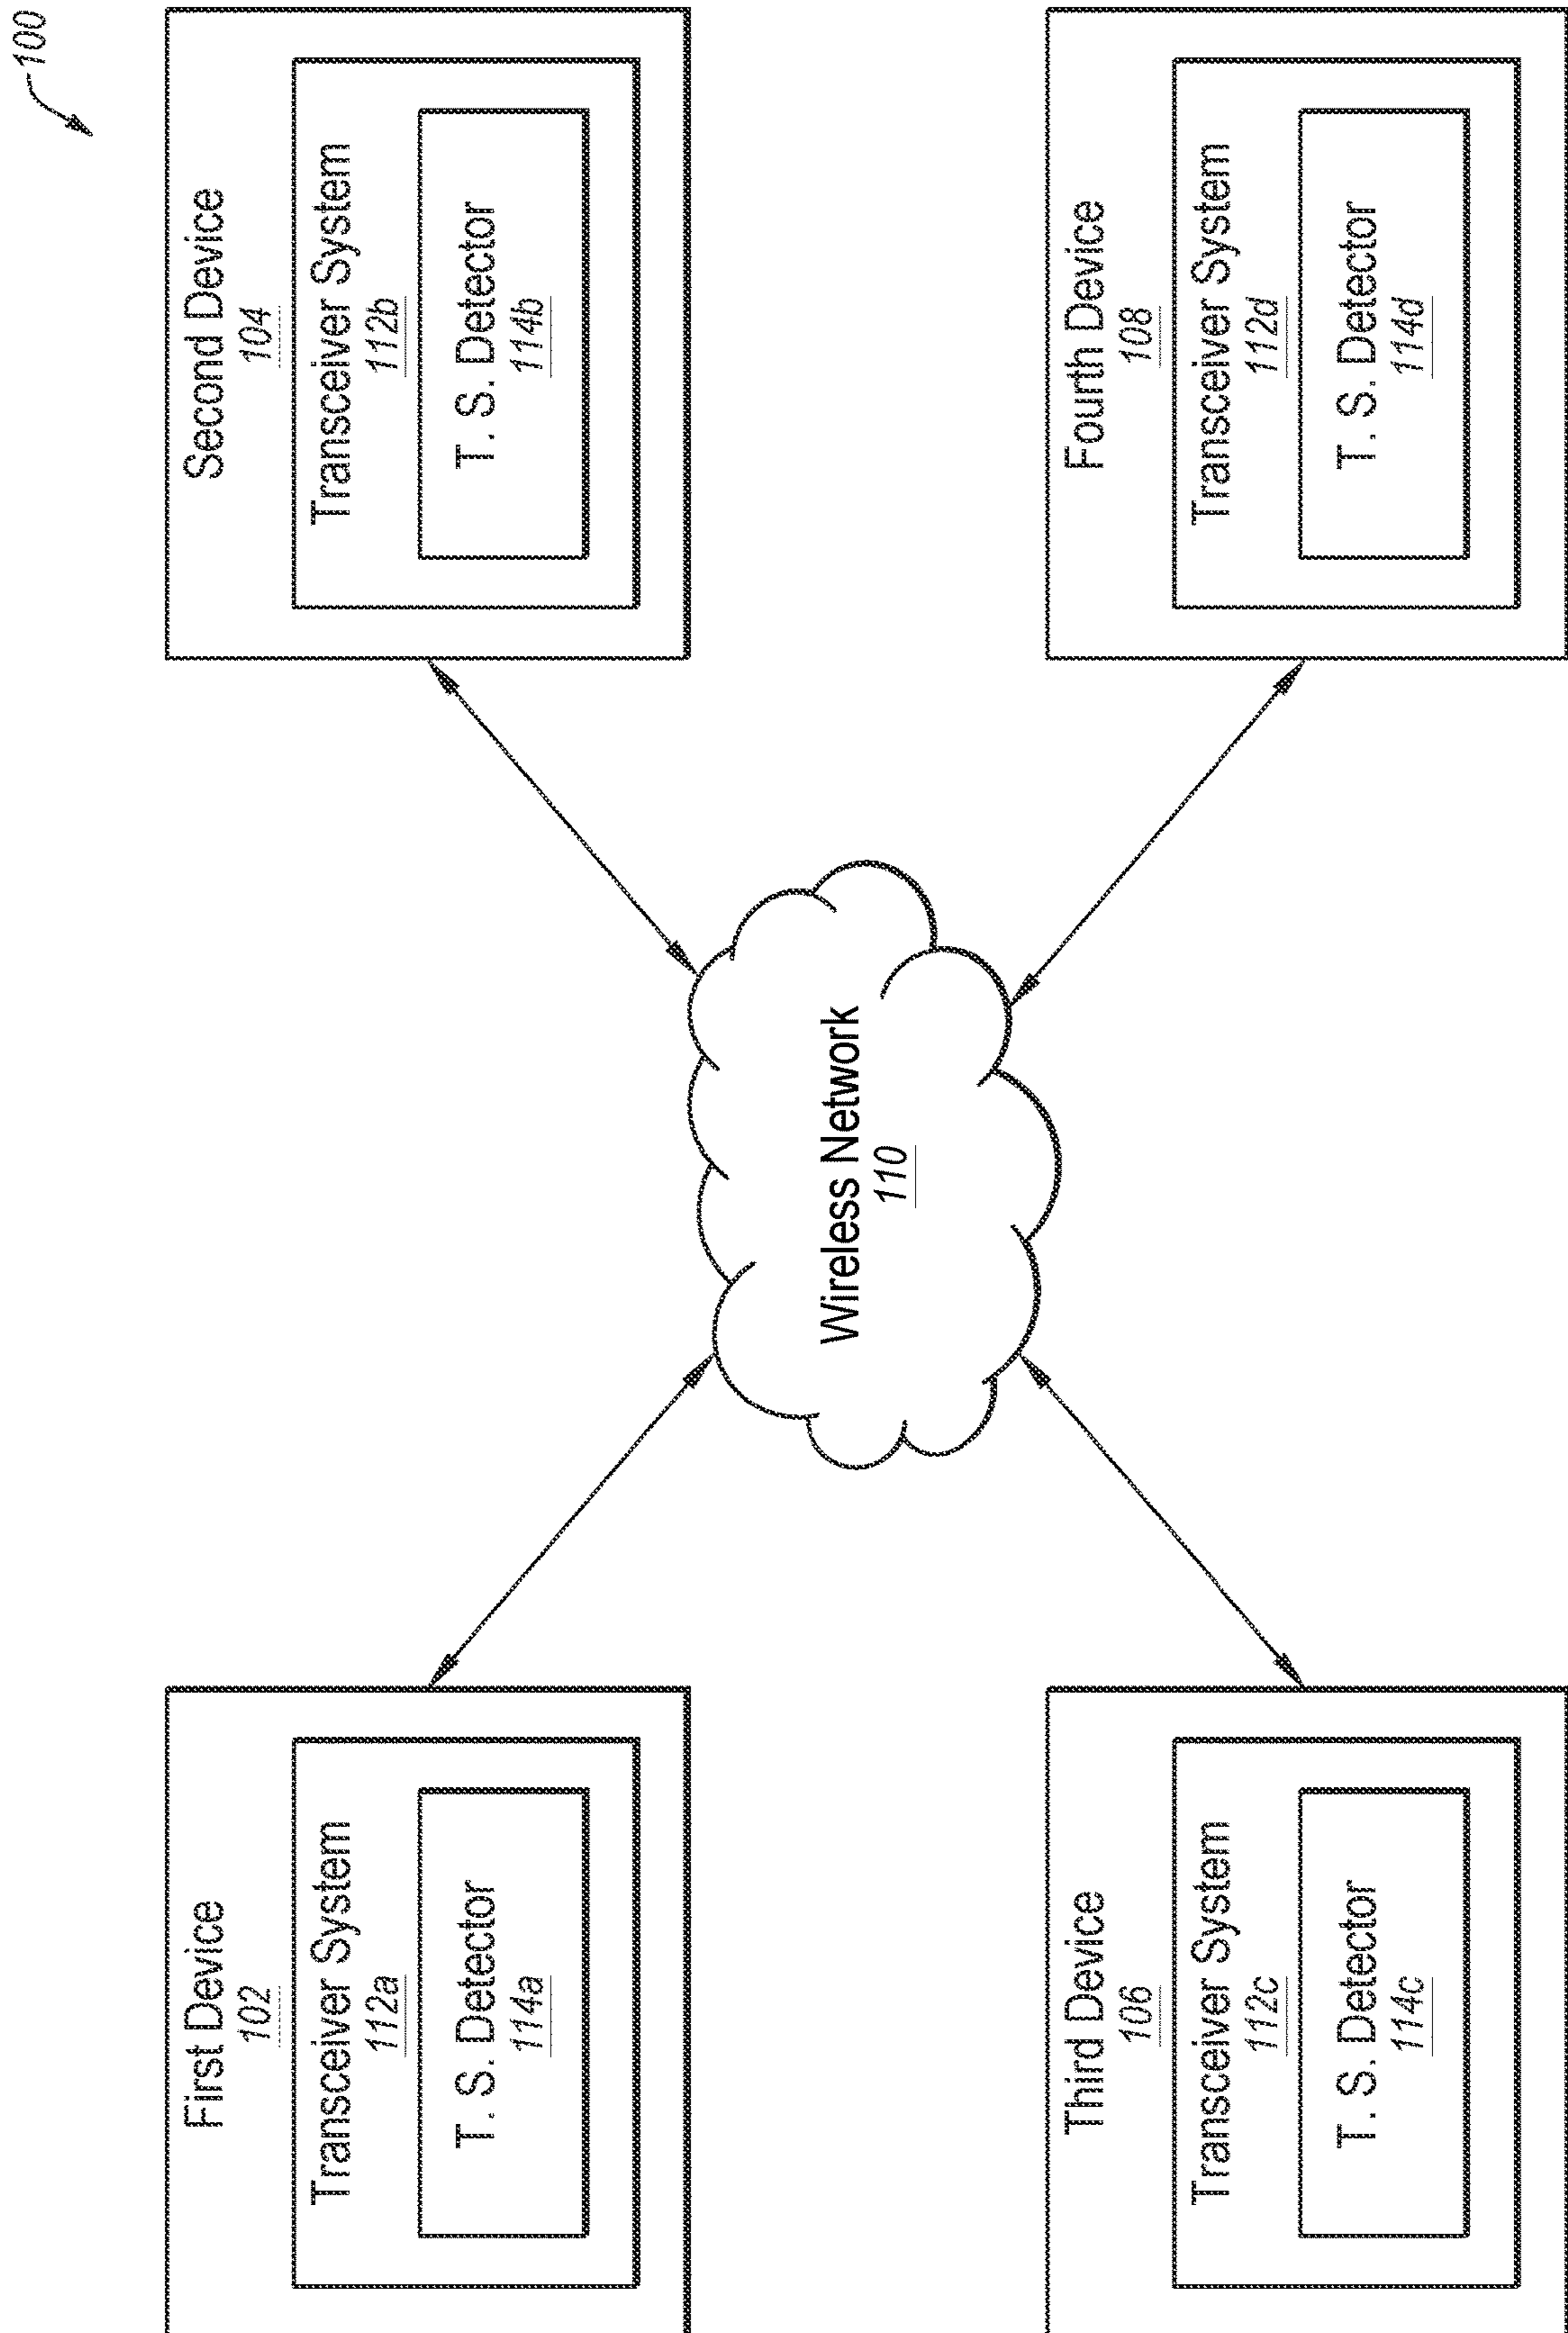 100
First Device
102
Transceiver System
112a
T. S. Detector
114a
Second Device
104
Transceiver System
112b
T. S. Detector
114b
Wireless Network
110
Third Device
106
Transceiver System
112c
T. S. Detector
114c
Fourth Device
108
Transceiver System
112d
T. S. Detector
114d